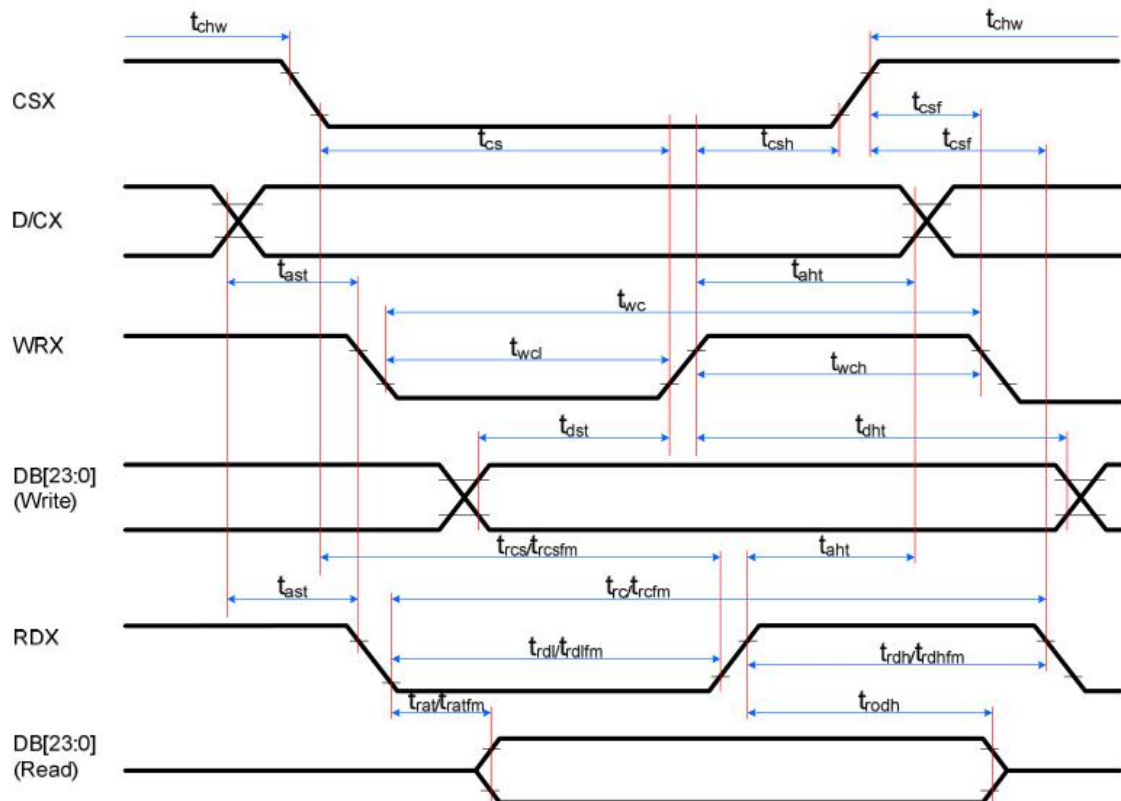 tchw
tchw
CSX
tcsf
tcs
tcsh
tcsf
D/CX
tast
taht
twc
WRX
twcl
twch
tdst
tdht
DB[23:0]
(Write)
trcs/trcsfm
taht
tast
trc/trcfm
RDX
trdl/trdlfm
trdh/trdhfm
trat/tratfm
trodh
DB[23:0]
(Read)